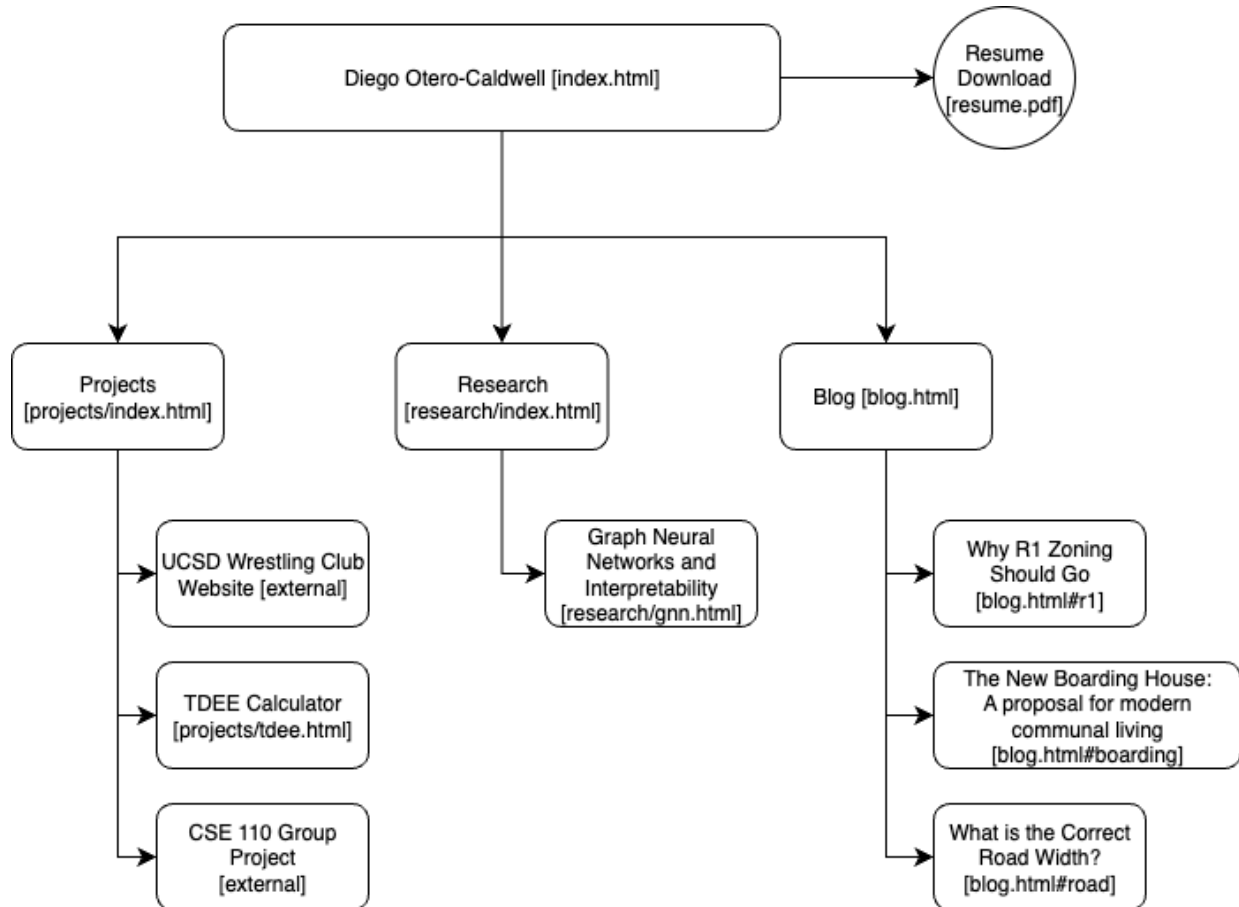 Diego Otero-Caldwell [index.html]
Resume
Download
[resume.pdf]
Projects
[projects/index.html]
Research
[research/index.html]
Blog [blog.html]
UCSD Wrestling Club
Website [external]
Graph Neural
Networks and
Interpretability
[research/gnn.html]
Why R1 Zoning
Should Go
[blog.html#r1]
TDEE Calculator
[projects/tdee.html]
The New Boarding House:
A proposal for modern
communal living
[blog.html#boarding]
CSE 110 Group
Project
[external]
What is the Correct
Road Width?
[blog.html#road]